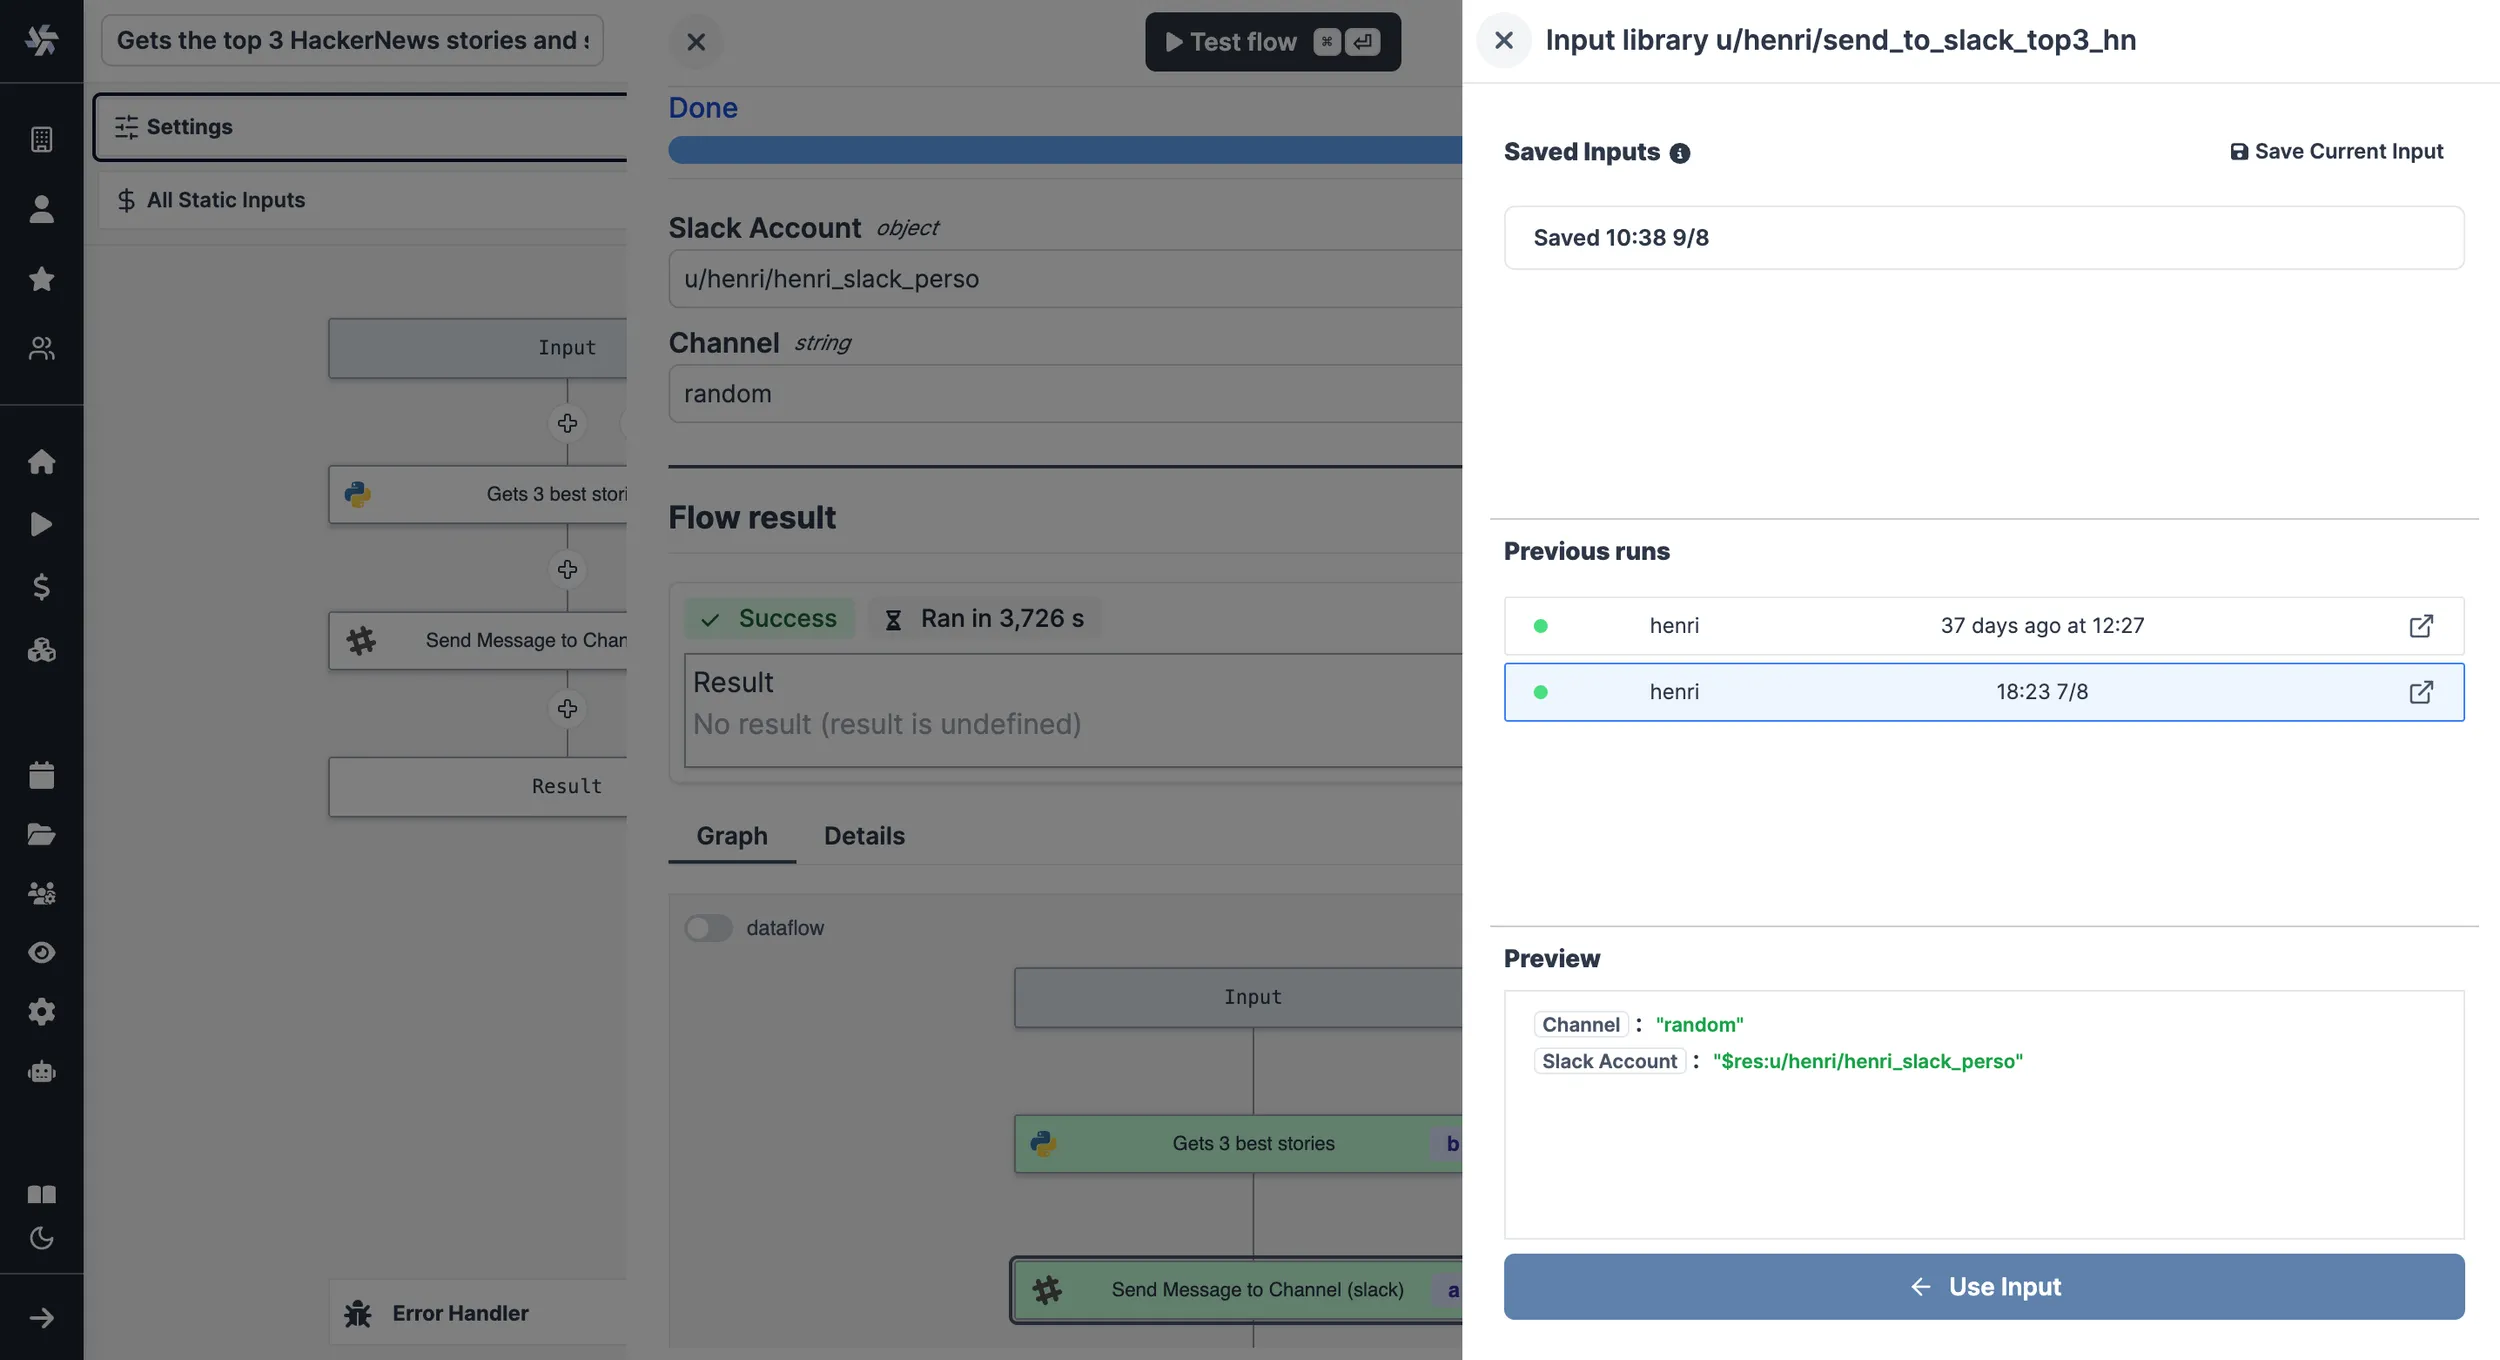 Gets the top 3 HackerNews stories and
Settings
All Static Inputs
Input
Gets 3 best stori
Send Message to Chan
Result
Error Handler
Test flow ⌘
Done
Slack Account object
u/henri/henri_slack_perso
Channel string
random
Flow result
Success
Ran in 3,726 s
Result
No result (result is undefined)
Graph
Details
dataflow
Input
Gets 3 best stories b
Send Message to Channel (slack) a
Input library u/henri/send_to_slack_top3_hn
Saved Inputs
Save Current Input
Saved 10:38 9/8
Previous runs
henri 37 days ago at 12:27
henri 18:23 7/8
Preview
Channel : "random"
Slack Account : "$res:u/henri/henri_slack_perso"
Use Input